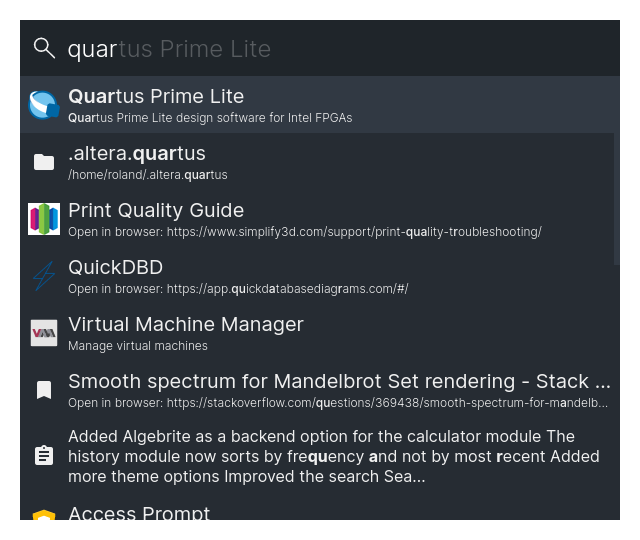 quartus Prime Lite
Quartus Prime Lite
Quartus Prime Lite design software for Intel FPGAs
.altera.quartus
/home/roland/.altera.quartus
Print Quality Guide
Open in browser: https://www.simplify3d.com/support/print-quality-troubleshooting/
QuickDBD
Open in browser: https://app.quickdatabasediagrams.com/#/
VMM
Virtual Machine Manager
Manage virtual machines
Smooth spectrum for Mandelbrot Set rendering - Stack ...
Open in browser: https://stackoverflow.com/questions/369438/smooth-spectrum-for-mandelb...
Added Algebrite as a backend option for the calculator module The
history module now sorts by frequency and not by most recent Added
more theme options Improved the search Sea...
Access Prompt